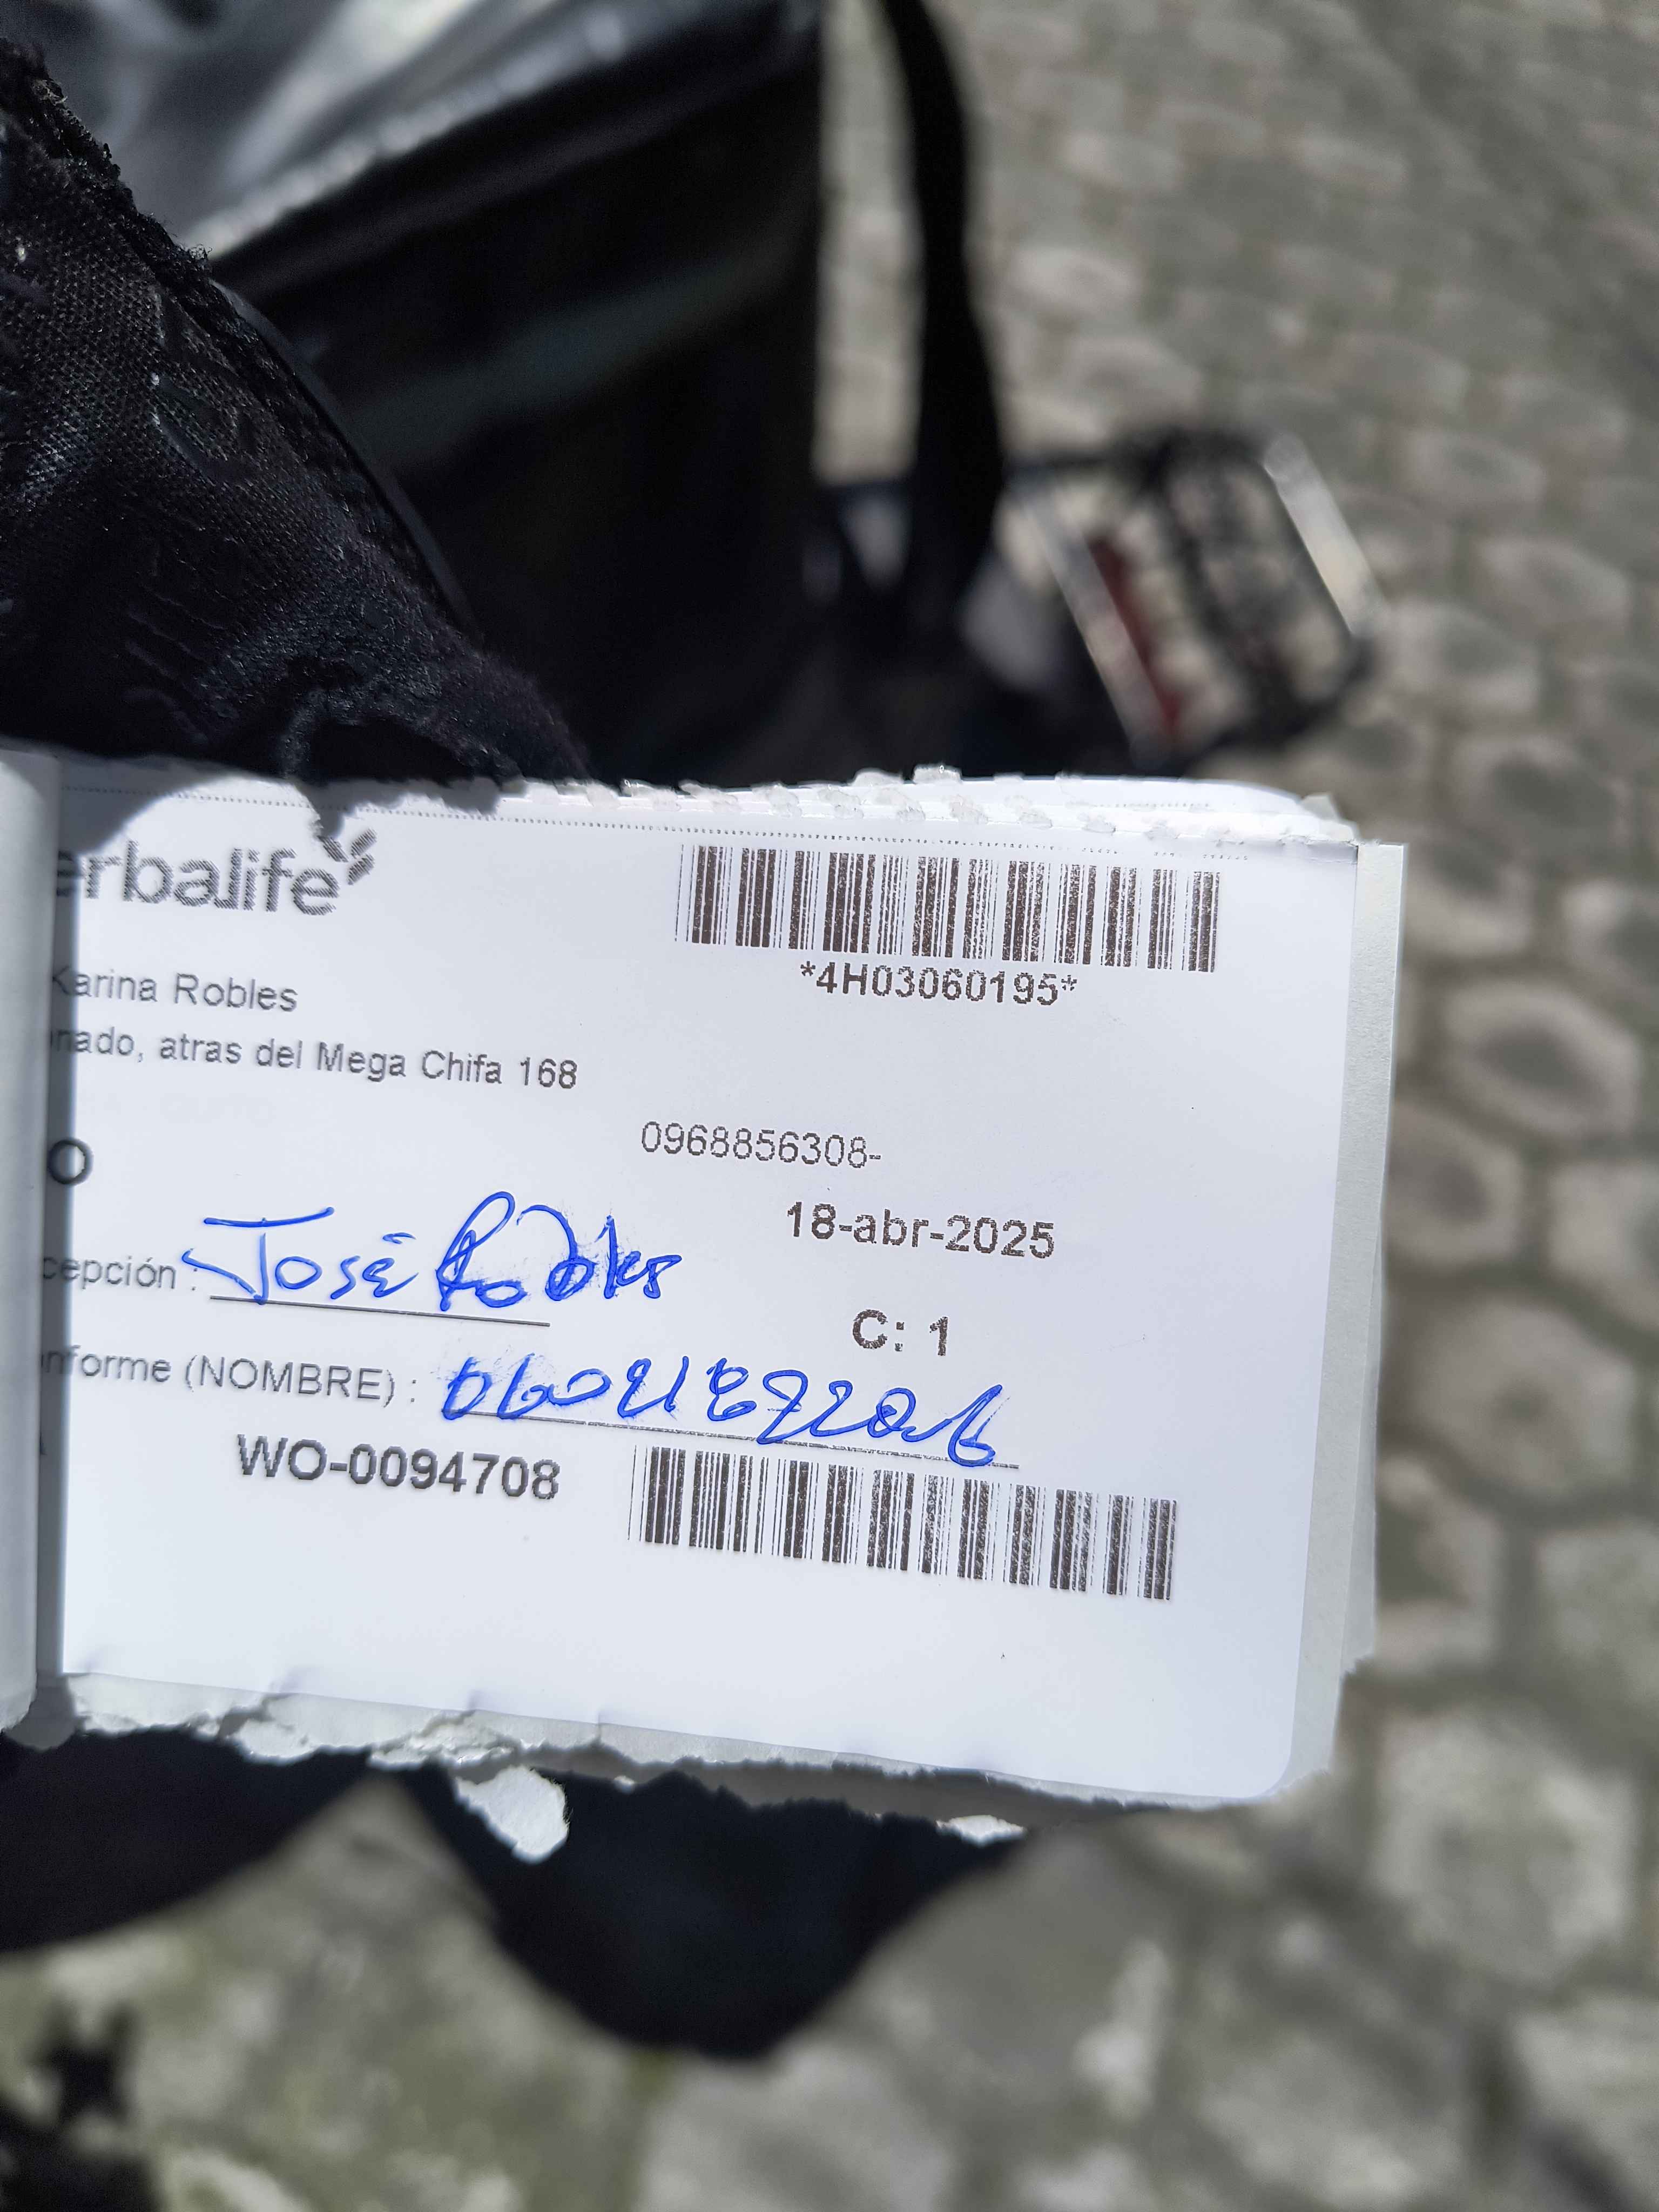 erbalife
*4H03060195*
Karina Robles
nado, atras del Mega Chifa 168
0968856308-
O
18-abr-2025
cepción : José Robles
C: 1
nforme (NOMBRE) :
WO-0094708